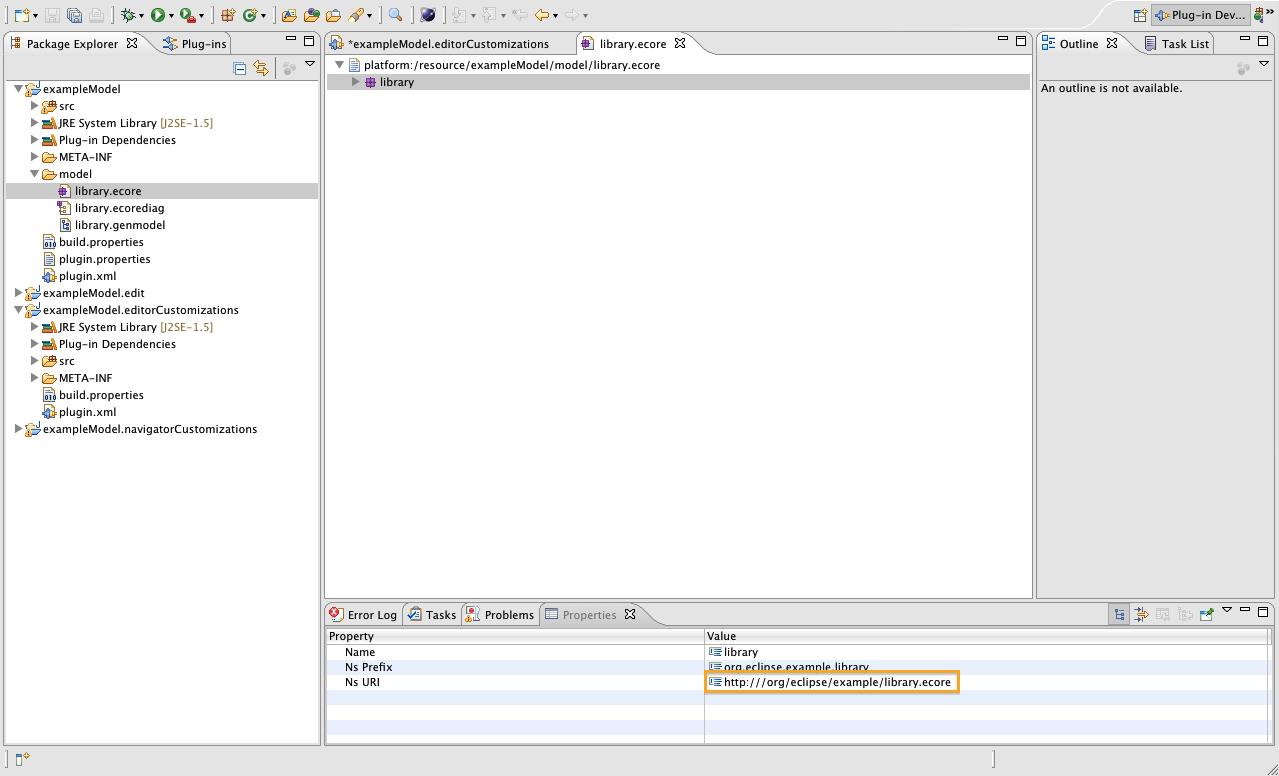 Plug-in Dev...
Package Explorer
Plug-ins
exampleModel
src
JRE System Library [J2SE-1.5]
Plug-in Dependencies
META-INF
model
library.ecore
library.ecorediag
library.genmodel
build.properties
plugin.properties
plugin.xml
exampleModel.edit
exampleModel.editorCustomizations
JRE System Library [J2SE-1.5]
Plug-in Dependencies
src
META-INF
build.properties
plugin.xml
exampleModel.navigatorCustomizations
*exampleModel.editorCustomizations
library.ecore
platform:/resource/exampleModel/model/library.ecore
library
Outline
Task List
An outline is not available.
Error Log
Tasks
Problems
Properties
Property Value
Name library
Ns Prefix org.eclipse.example.library
Ns URI http:///org/eclipse/example/library.ecore